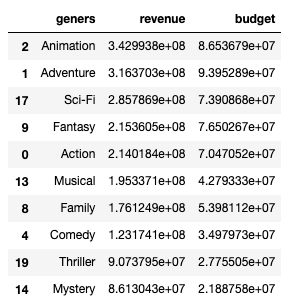 geners revenue budget
2 Animation 3.429938e+08 8.653679e+07
1 Adventure 3.163703e+08 9.395289e+07
17 Sci-Fi 2.857869e+08 7.390868e+07
9 Fantasy 2.153605e+08 7.650267e+07
0 Action 2.140184e+08 7.047052e+07
13 Musical 1.953371e+08 4.279333e+07
8 Family 1.761249e+08 5.398112e+07
4 Comedy 1.231741e+08 3.497973e+07
19 Thriller 9.073795e+07 2.775505e+07
14 Mystery 8.613043e+07 2.188758e+07